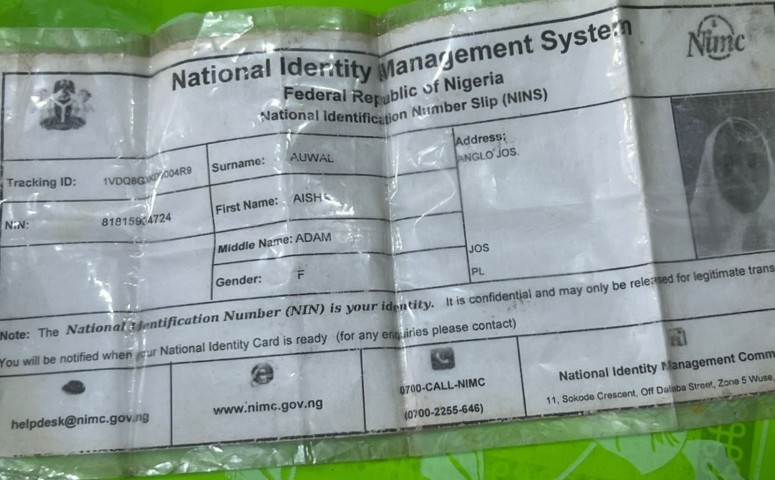 National Identity Management System
Federal Republic of Nigeria
National Identification Number Slip (NINS)
Nimc
Tracking ID:
Surname: AUWAL
Address: ANGLO JOS.
NIN:
First Name:
Middle Name: ADAM
JOS
Gender: F
PL
Note: The National Identification Number (NIN) is your identity. It is confidential and may only be released for legitimate
You will be notified when your National Identity Card is ready (for any enquiries please contact)
helpdesk@nimc.gov.ng
www.nimc.gov.ng
0700-CALL-NIMC
(0700-2255-646)
National Identity Management
11, Sokode Crescent, Off Dalaba Street, Zone 5 Wuse,